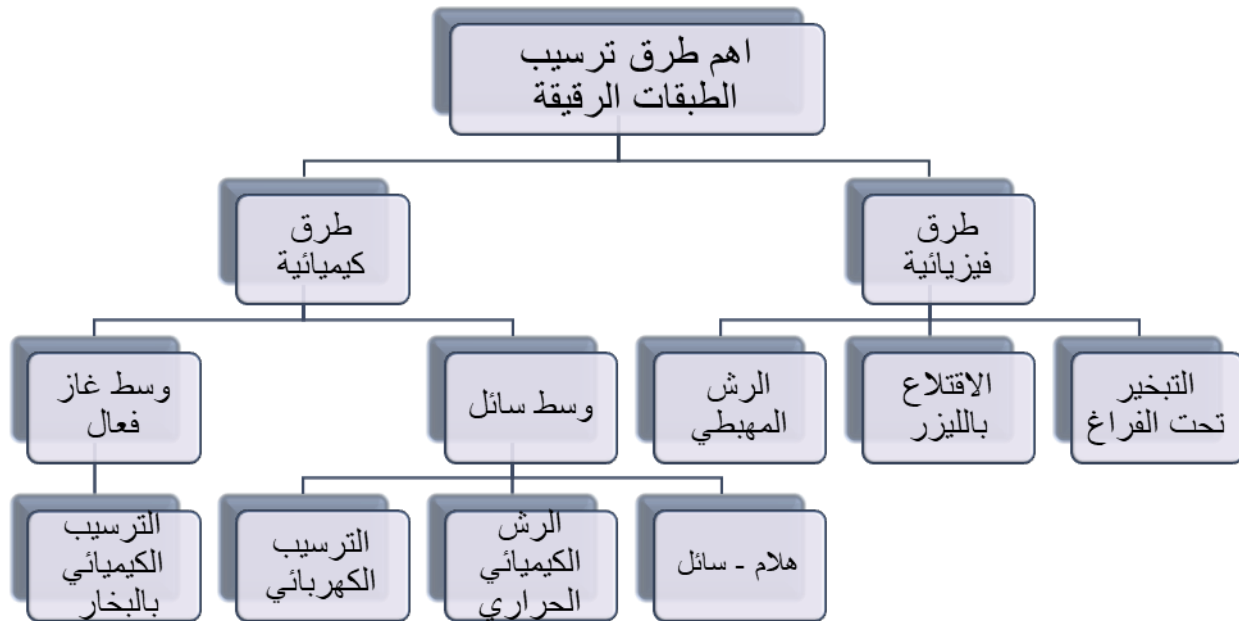 اهم طرق ترسيب
الطبقات الرقيقة
طرق
فيزيائية
طرق
كيميائية
التبخير
تحت الفراغ
الاقتلاع
بالليزر
الرش
المهبطي
وسط سائل
وسط غاز
فعال
هلام - سائل
الرش
الكيميائي
الحراري
الترسيب
الكهربائي
الترسيب
الكيميائي
بالبخار